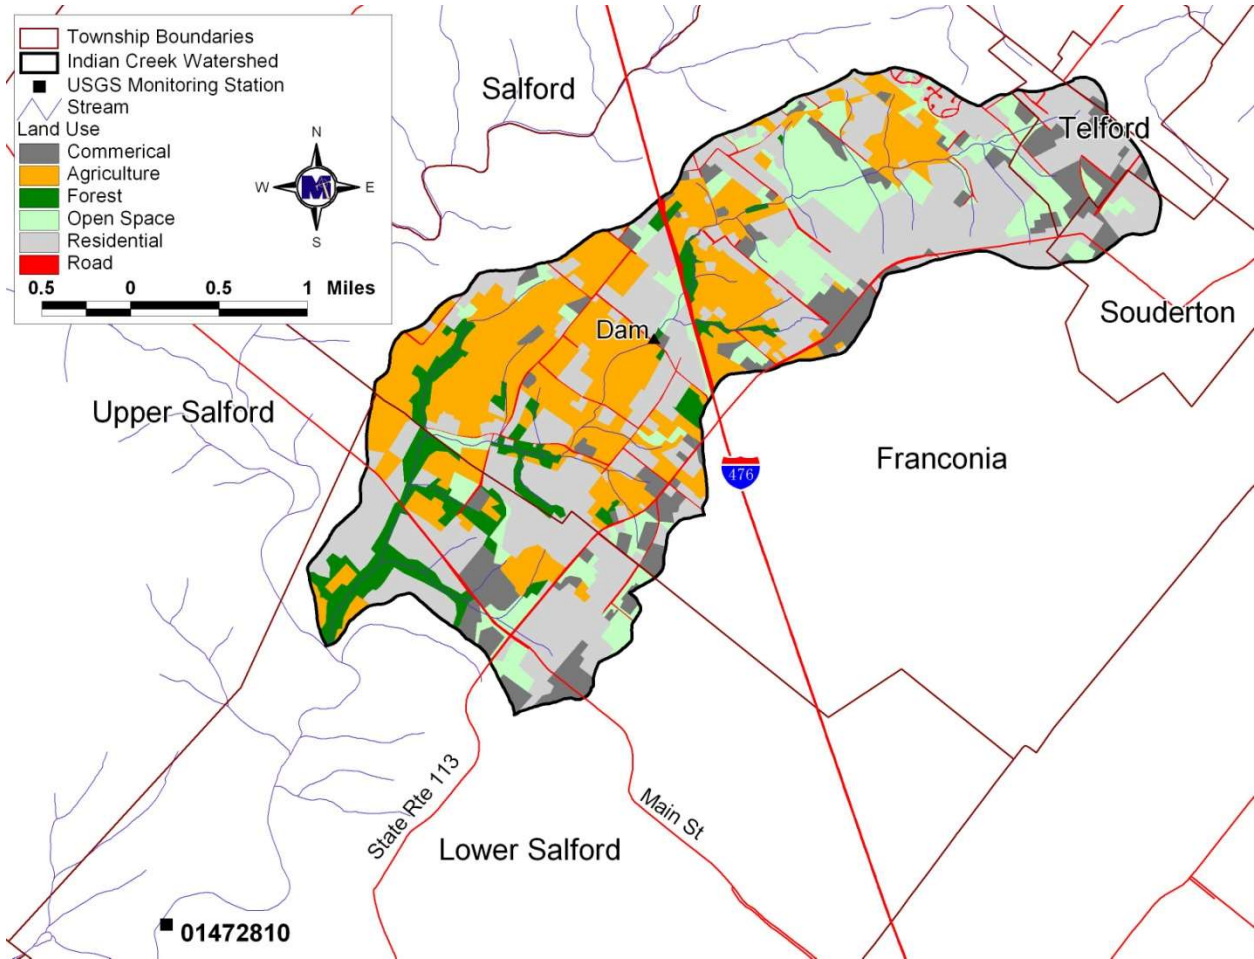 Township Boundaries
Indian Creek Watershed
USGS Monitoring Station
Stream
Land Use
Commerical
Agriculture
Forest
Open Space
Residential
Road
N
W
M
E
S
0.5 0 0.5 1 Miles
Salford
Telford
Souderton
Dam
Upper Salford
Franconia
476
State Rte 113
Main St
Lower Salford
01472810